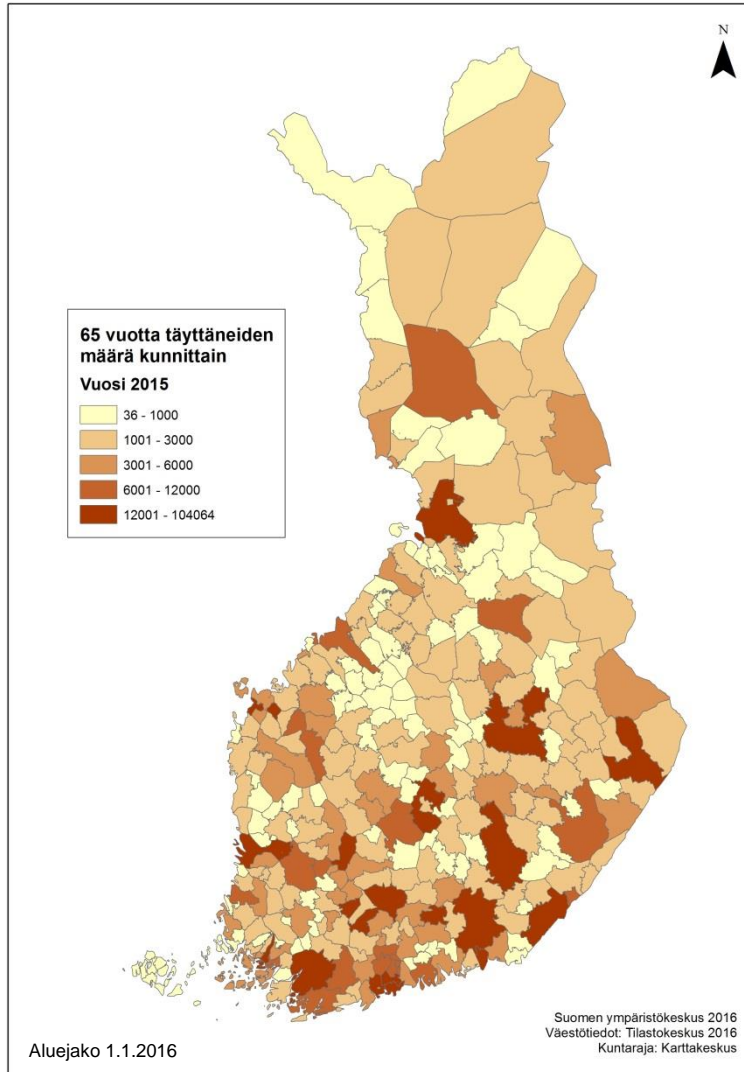 N
65 vuotta täyttäneiden
määrä kunnittain
Vuosi 2015
36 - 1000
1001 - 3000
3001 - 6000
6001 - 12000
12001 - 104064
Aluejako 1.1.2016
Suomen ympäristökeskus 2016
Väestötiedot: Tilastokeskus 2016
Kuntaraja: Karttakeskus